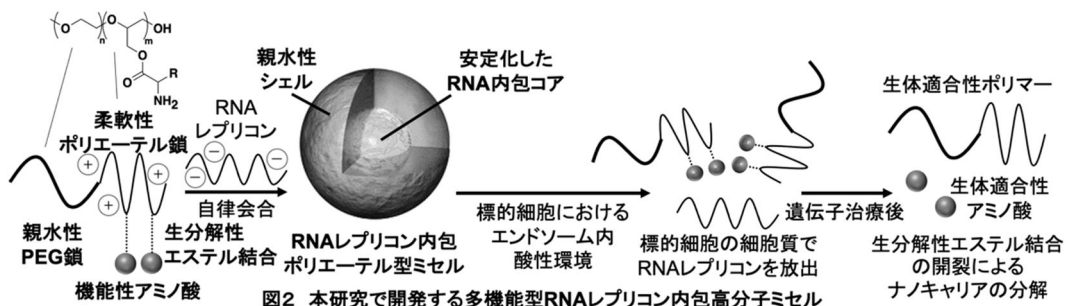 O
n
O
m
OH
O
O
R
NH₂
柔軟性
ポリエーテル鎖
+
+
+
親水性
PEG鎖
機能性アミノ酸
生分解性
エステル結合
RNA
レプリコン
−
−
−
自律会合
親水性
シェル
安定化した
RNA内包コア
RNAレプリコン内包
ポリエーテル型ミセル
標的細胞における
エンドソーム内
酸性環境
標的細胞の細胞質で
RNAレプリコンを放出
遺伝子治療後
生体適合性ポリマー
生体適合性
アミノ酸
生分解性エステル結合
の開裂による
ナノキャリアの分解
図2 本研究で開発する多機能型RNAレプリコン内包高分子ミセル